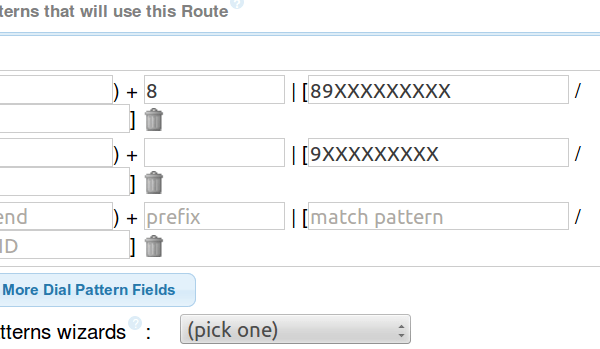 terns that will use this Route ?
) + 8 | [ 89XXXXXXXXX /
]
) + | [ 9XXXXXXXXX /
]
) + prefix | [ match pattern /
end
ID ]
More Dial Pattern Fields
tterns wizards ? : (pick one)